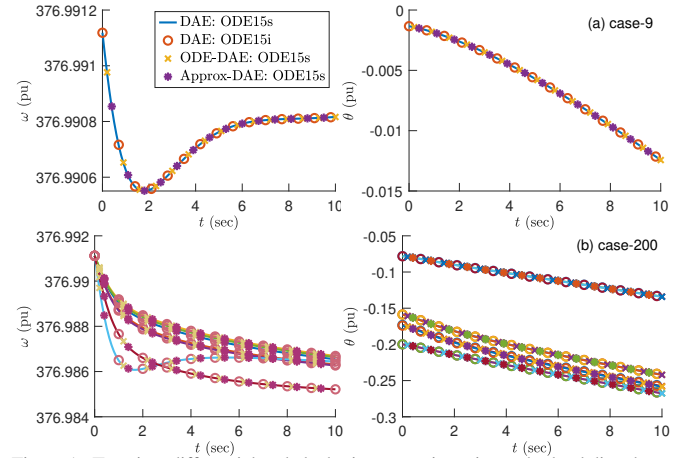 376.9912
376.991
376.9908
376.9906
ω (pu)
0 2 4 6 8 10
t (sec)
DAE: ODE15s
DAE: ODE15i
ODE-DAE: ODE15s
Approx-DAE: ODE15s
0
-0.005
-0.01
-0.015
θ (pu)
(a) case-9
0 2 4 6 8 10
t (sec)
376.992
376.99
376.988
376.986
376.984
ω (pu)
0 2 4 6 8 10
t (sec)
-0.05
-0.1
-0.15
-0.2
-0.25
-0.3
θ (pu)
(b) case-200
0 2 4 6 8 10
t (sec)